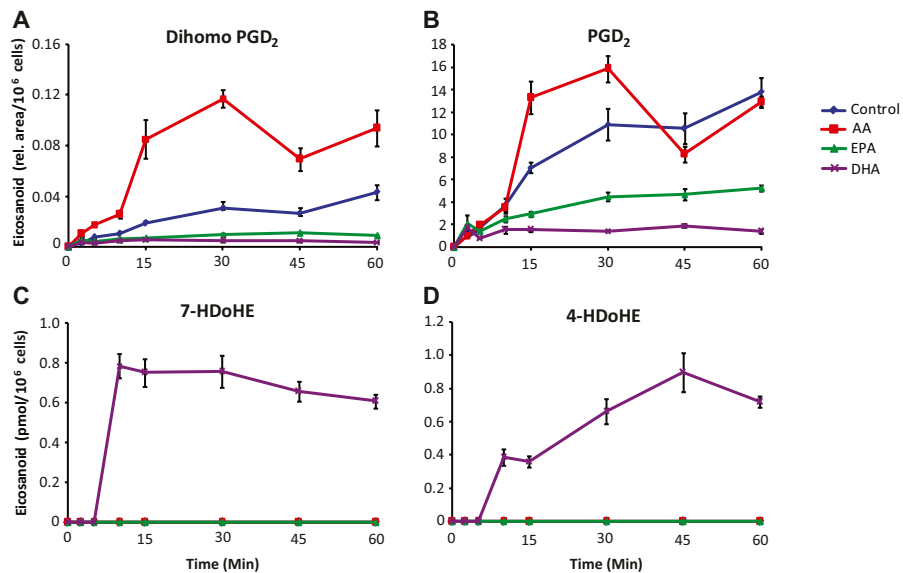 A
Dihomo PGD2
Eicosanoid (rel. area/10^6 cells)
0.16
0.12
0.08
0.04
0
0 15 30 45 60
B
PGD2
18
16
14
12
10
8
6
4
2
0
0 15 30 45 60
Control
AA
EPA
DHA
C
7-HDoHE
Eicosanoid (pmol/10^6 cells)
1.0
0.8
0.6
0.4
0.2
0
0 15 30 45 60
Time (Min)
D
4-HDoHE
1.2
1.0
0.8
0.6
0.4
0.2
0
0 15 30 45 60
Time (Min)